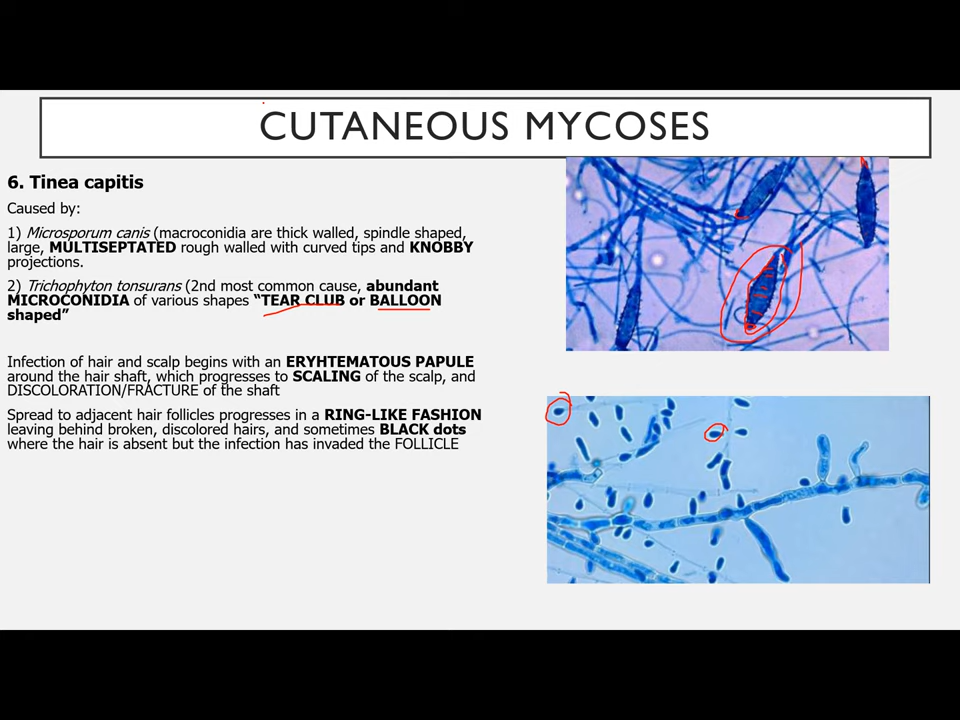 CUTANEOUS MYCOSES
6. Tinea capitis
Caused by:
1) Microsporum canis (macroconidia are thick walled, spindle shaped,
large, MULTISEPTATED rough walled with curved tips and KNOBBY
projections.
2) Trichophyton tonsurans (2nd most common cause, abundant
MICROCONIDIA of various shapes “TEAR CLUB or BALLOON
shaped”
Infection of hair and scalp begins with an ERYHTEMATOUS PAPULE
around the hair shaft, which progresses to SCALING of the scalp, and
DISCOLORATION/FRACTURE of the shaft
Spread to adjacent hair follicles progresses in a RING-LIKE FASHION
leaving behind broken, discolored hairs, and sometimes BLACK dots
where the hair is absent but the infection has invaded the FOLLICLE